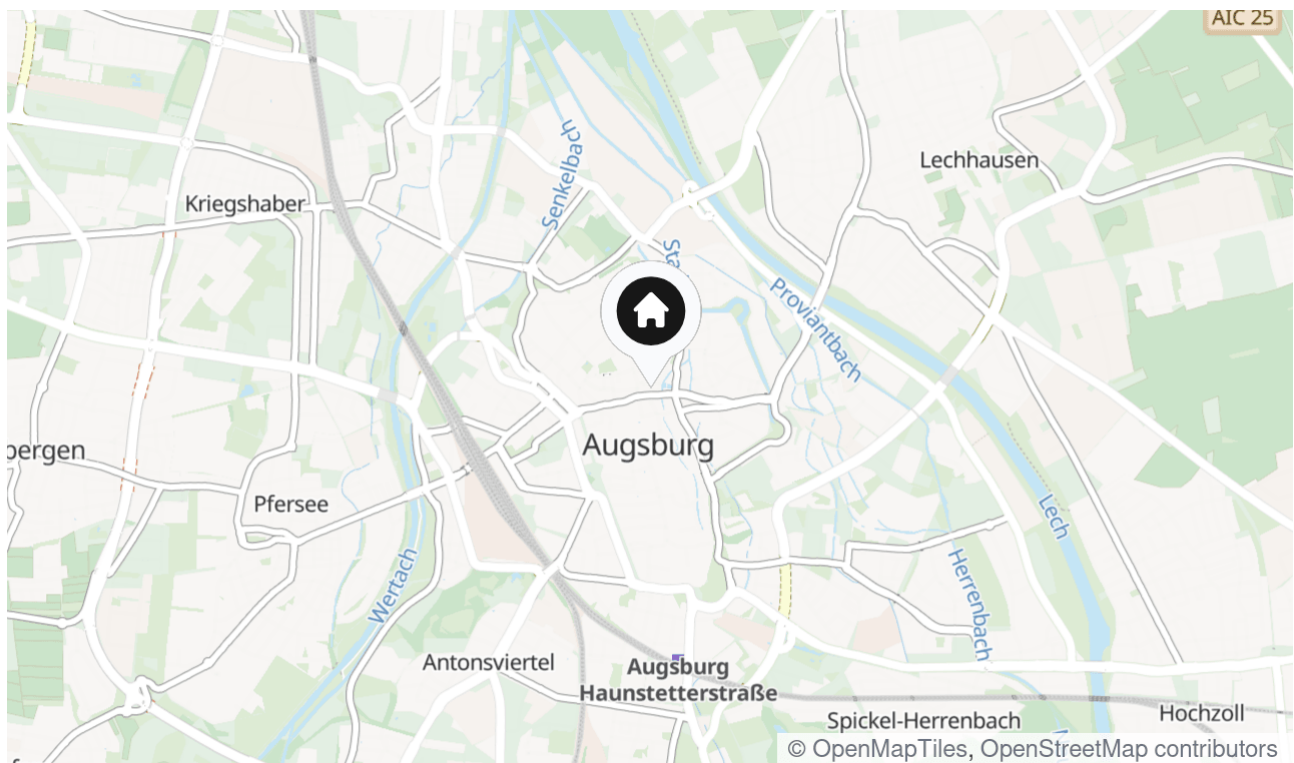 AIC 25
Lechhausen
Senkelbach
Kriegshaber
Proviantbach
Augsburg
bergen
Pfersee
Lech
Wertach
Herrenbach
Antonsviertel
Augsburg
Haunstetterstraße
Hochzoll
Spickel-Herrenbach
© OpenMapTiles, OpenStreetMap contributors